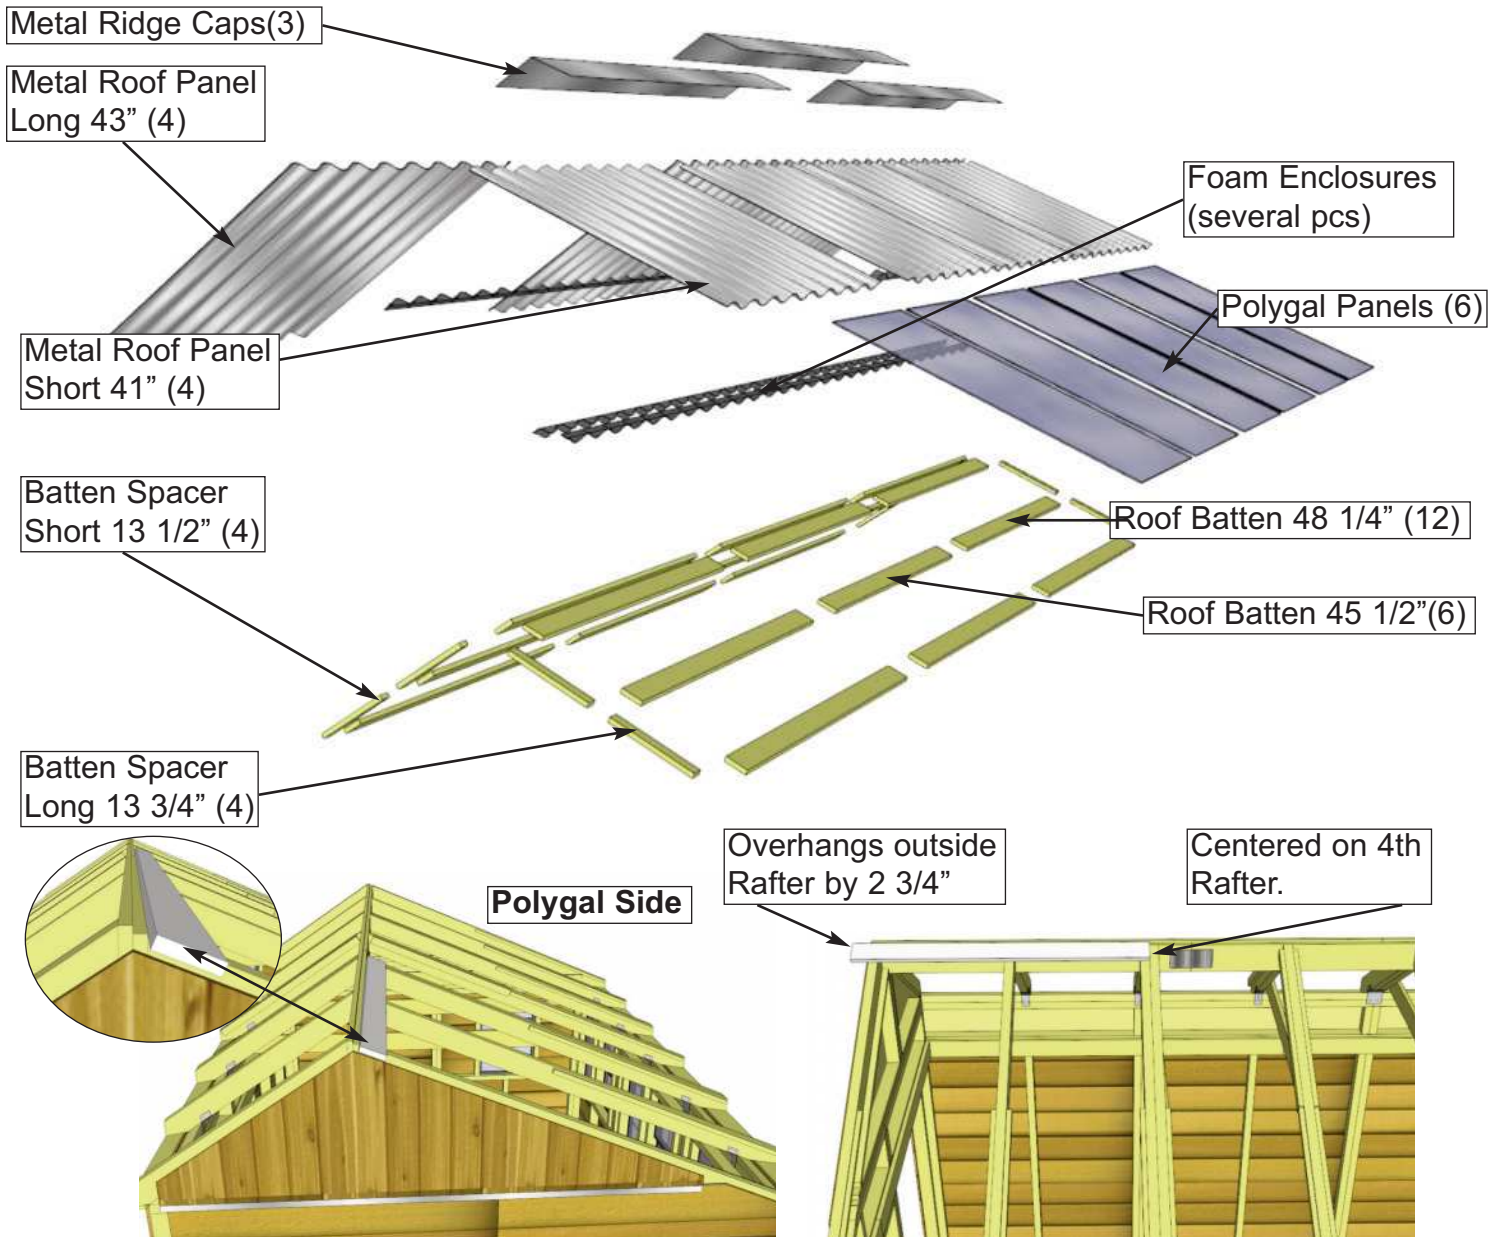 Metal Ridge Caps(3)
Metal Roof Panel
Long 43” (4)
Foam Enclosures
(several pcs)
Polygal Panels (6)
Metal Roof Panel
Short 41” (4)
Batten Spacer
Short 13 1/2” (4)
Roof Batten 48 1/4” (12)
Roof Batten 45 1/2”(6)
Batten Spacer
Long 13 3/4” (4)
Overhangs outside
Rafter by 2 3/4”
Centered on 4th
Rafter.
Polygal Side